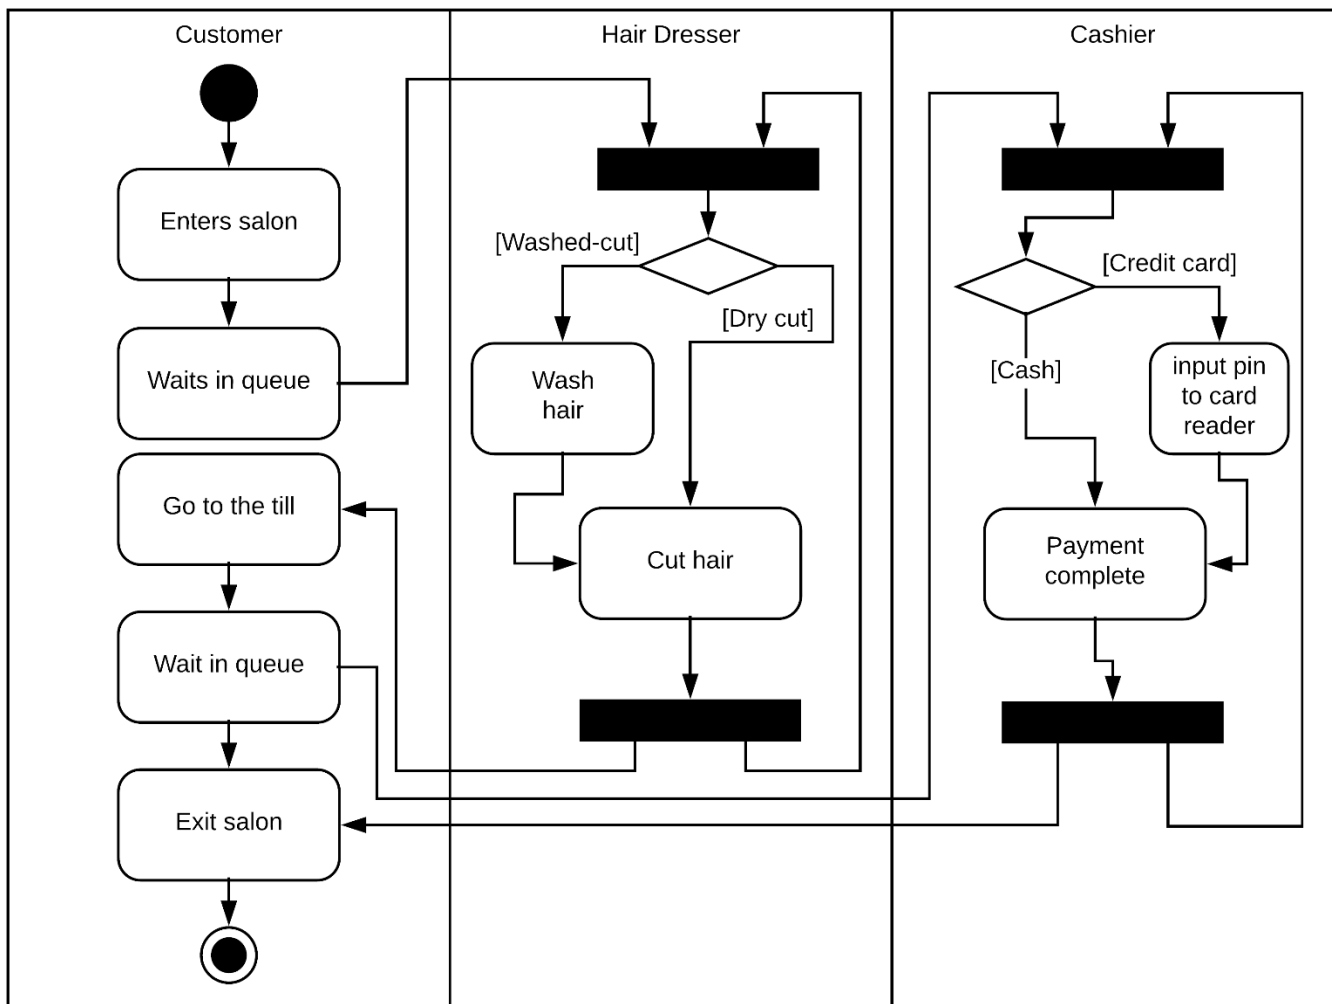 Customer
Hair Dresser
Cashier
Enters salon
Waits in queue
Go to the till
Wait in queue
Exit salon
[Washed-cut]
[Dry cut]
Wash
hair
Cut hair
[Credit card]
[Cash]
input pin
to card
reader
Payment
complete